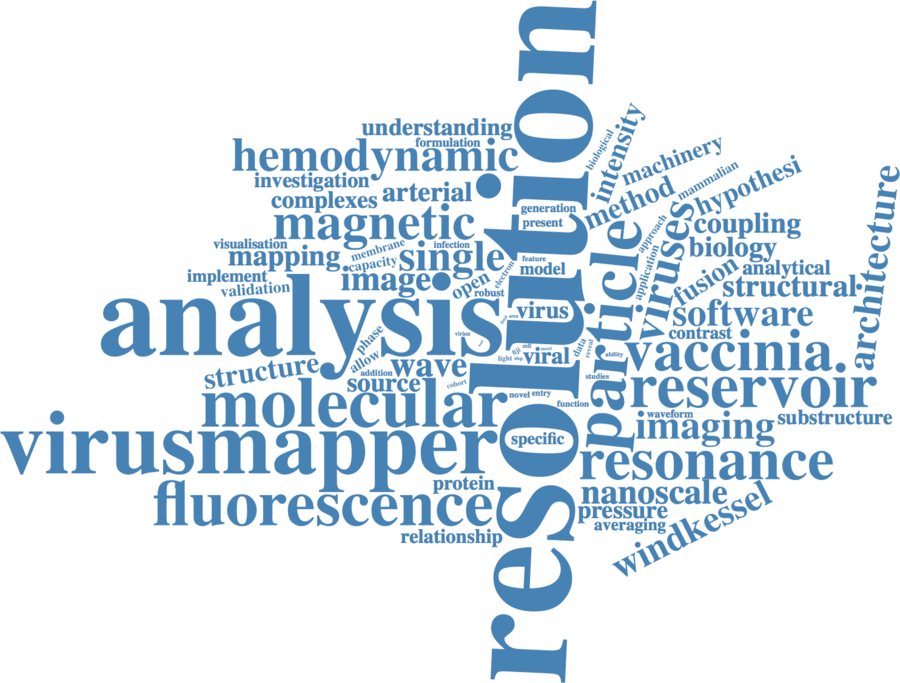 resolution
understanding
formulation
hemodynamic
investigation
complexes
arterial
magnetic
visualisation
mapping
membrane
capacity
infection
single
implement
validation
image
open
electron
robust
analysis
generation
present
feature
model
virus
area
virion
phase
allow
structure
addition
wave
source
cohort
light
step
fiji
cell
viral
data
reveal
ability
studies
novel
entry
function
molecular
virusmapper
specific
protein
fluorescence
relationship
biological
intensity
machinery
method
mammalian
hypothesi
approach
application
viruses
particle
coupling
biology
fusion
analytical
structural
software
contrast
architecture
vaccinia
reservoir
waveform
imaging
substructure
resonance
nanoscale
pressure
averaging
windkessel